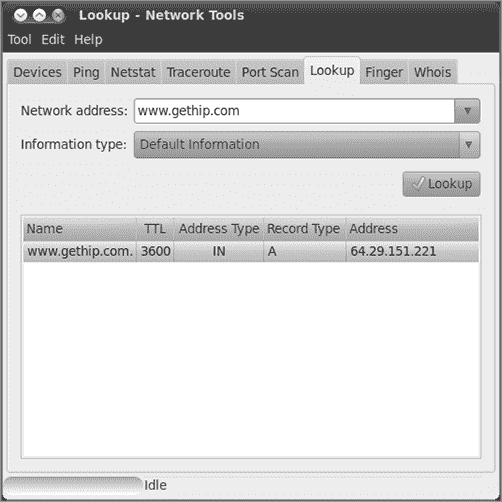 Lookup - Network Tools
Tool Edit Help
Devices Ping Netstat Traceroute Port Scan Lookup Finger Whois
Network address: www.gethip.com
Information type: Default Information
Lookup
Name TTL Address Type Record Type Address
www.gethip.com. 3600 IN A 64.29.151.221
Idle